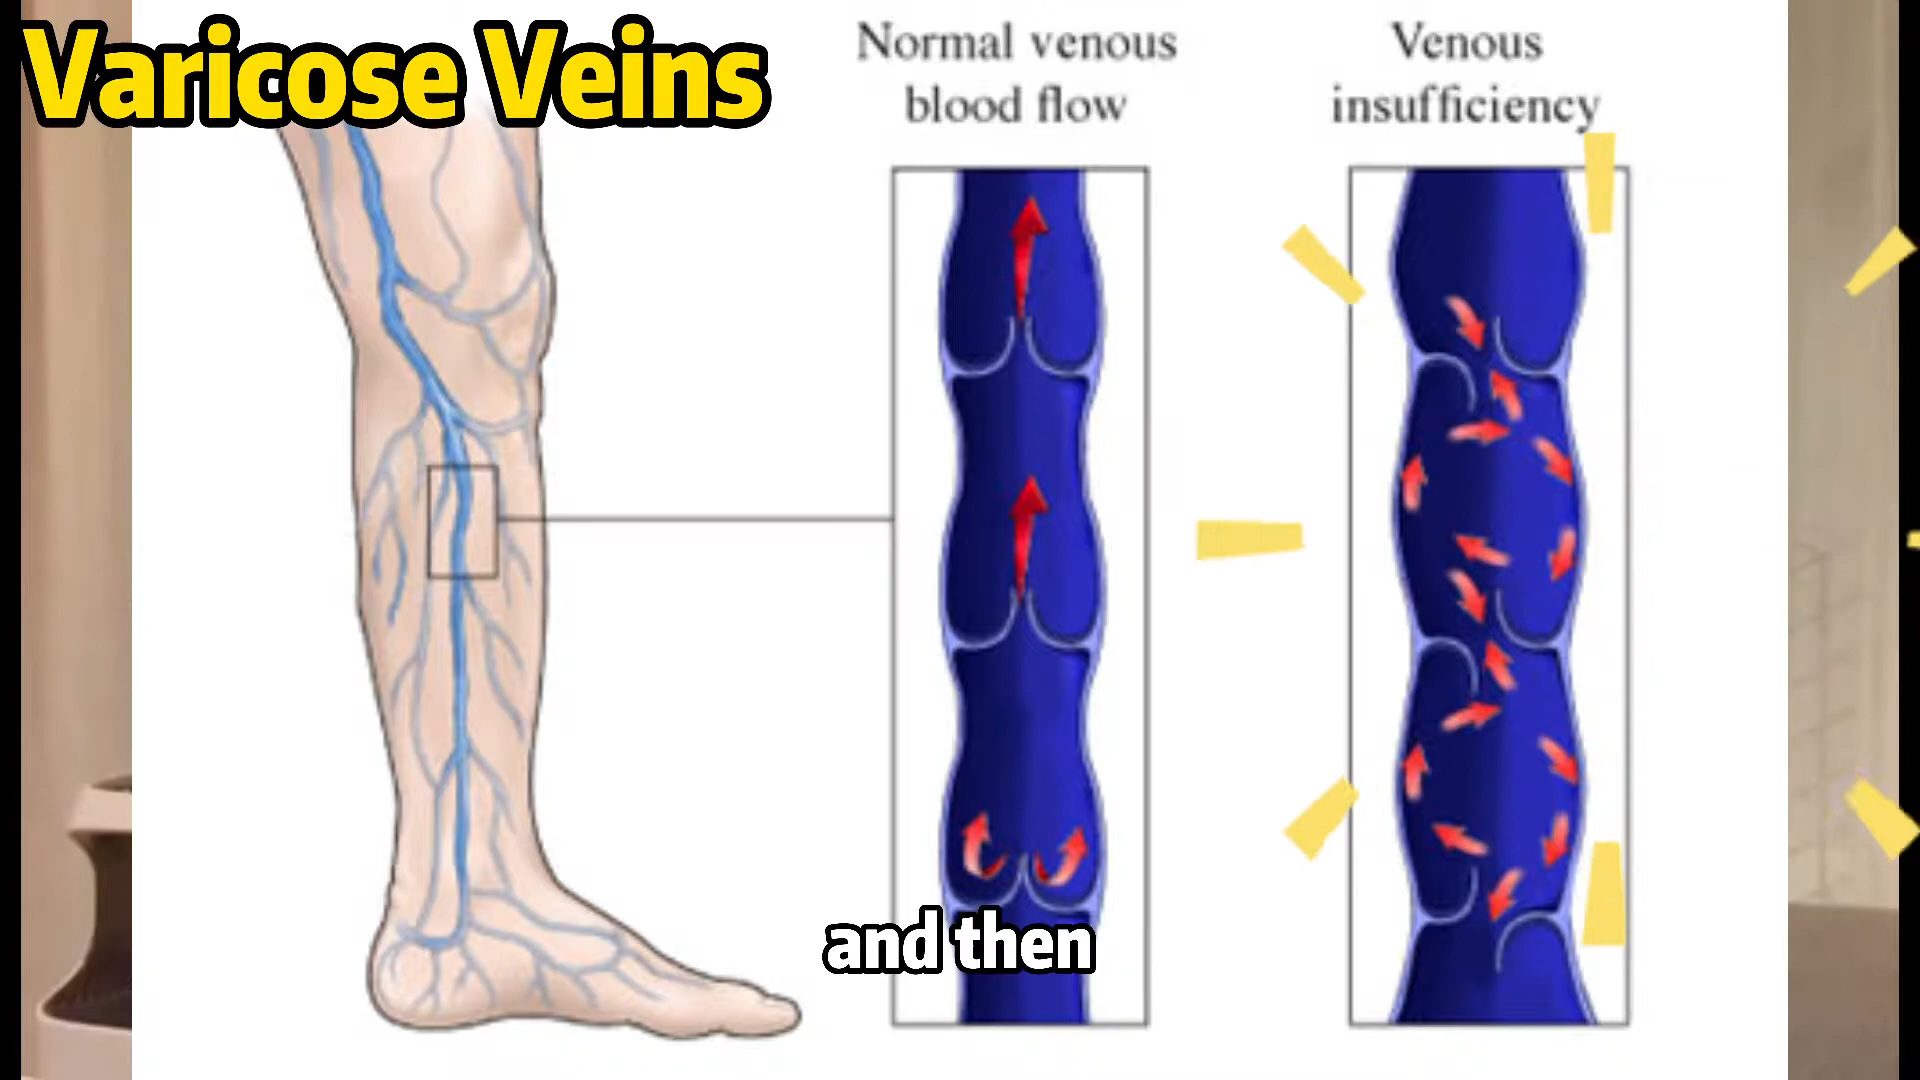 Varicose Veins
Normal venous
blood flow
Venous
insufficiency
and then